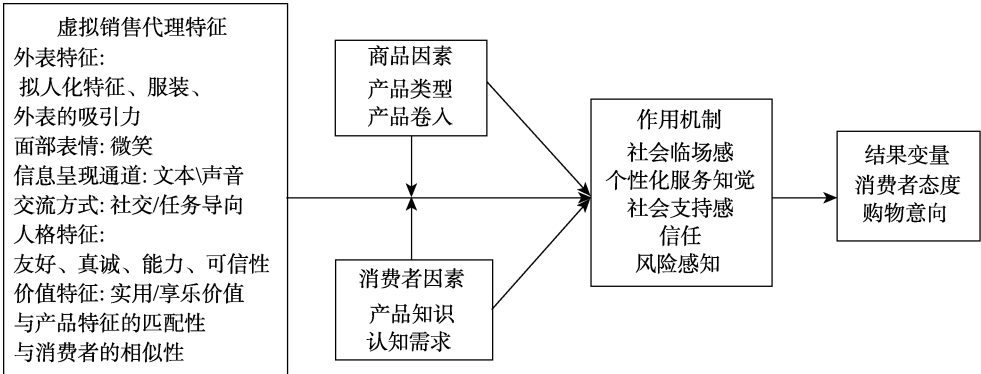 虚拟销售代理特征
外表特征:
拟人化特征、服装、
外表的吸引力
面部表情: 微笑
信息呈现通道: 文本\声音
交流方式: 社交/任务导向
人格特征:
友好、真诚、能力、可信性
价值特征: 实用/享乐价值
与产品特征的匹配性
与消费者的相似性
商品因素
产品类型
产品卷入
消费者因素
产品知识
认知需求
作用机制
社会临场感
个性化服务知觉
社会支持感
信任
风险感知
结果变量
消费者态度
购物意向